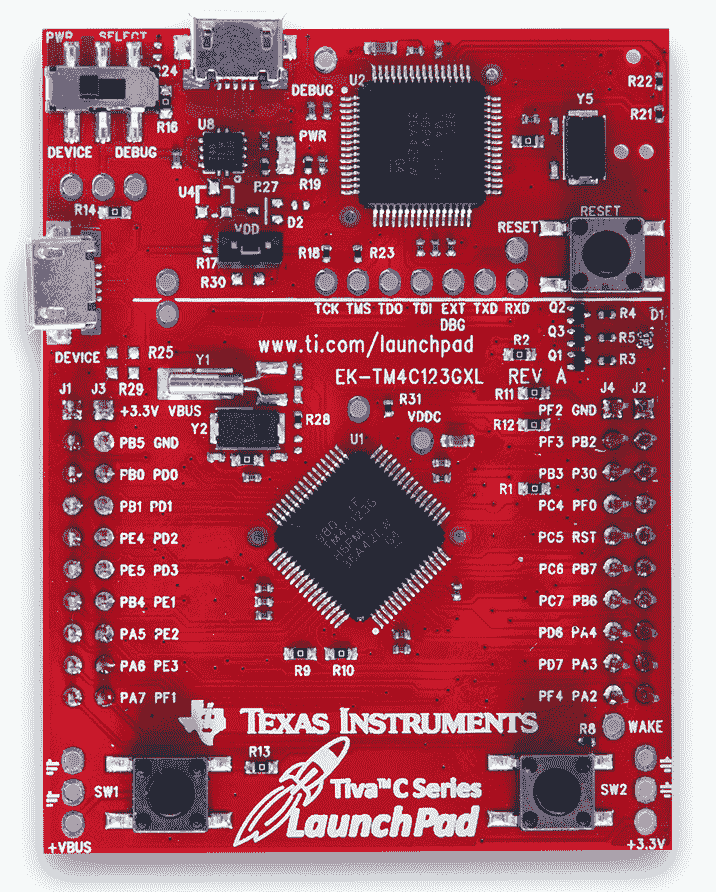 PWR SELECT
R24
R16
DEVICE DEBUG
R14
DEBUG
U8
PWR
R27
R19
U4
D2
VDD
R17
R30
U2
R18
R23
TCK TMS TDO TDI EXT DBG TXD RXD
Y5
R22
R21
RESET
RESET
Q2
R4
D1
Q3
R5
Q1
R3
R2
www.ti.com/launchpad
EK-TM4C123GXL REV A
DEVICE
R25
R29
Y1
Y2
R28
R31
VDDC
U1
R11
R12
R1
J1 J3
+3.3V VBUS
PB5 GND
PB0 PD0
PB1 PD1
PE4 PD2
PE5 PD3
PB4 PE1
PA5 PE2
PA6 PE3
PA7 PF1
J4 J2
PF2 GND
PF3 PB2
PB3 P30
PC4 PF0
PC5 RST
PC6 PB7
PC7 PB6
PD6 PA4
PD7 PA3
PF4 PA2
R9 R10
TEXAS INSTRUMENTS
R8
WAKE
R13
SW1
Tiva™ C Series
LaunchPad
SW2
+VBUS
+3.3V